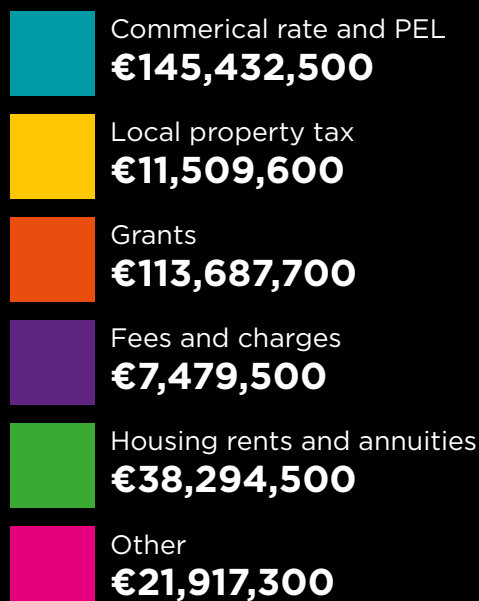 Commerical rate and PEL
€145,432,500
Local property tax
€11,509,600
Grants
€113,687,700
Fees and charges
€7,479,500
Housing rents and annuities
€38,294,500
Other
€21,917,300